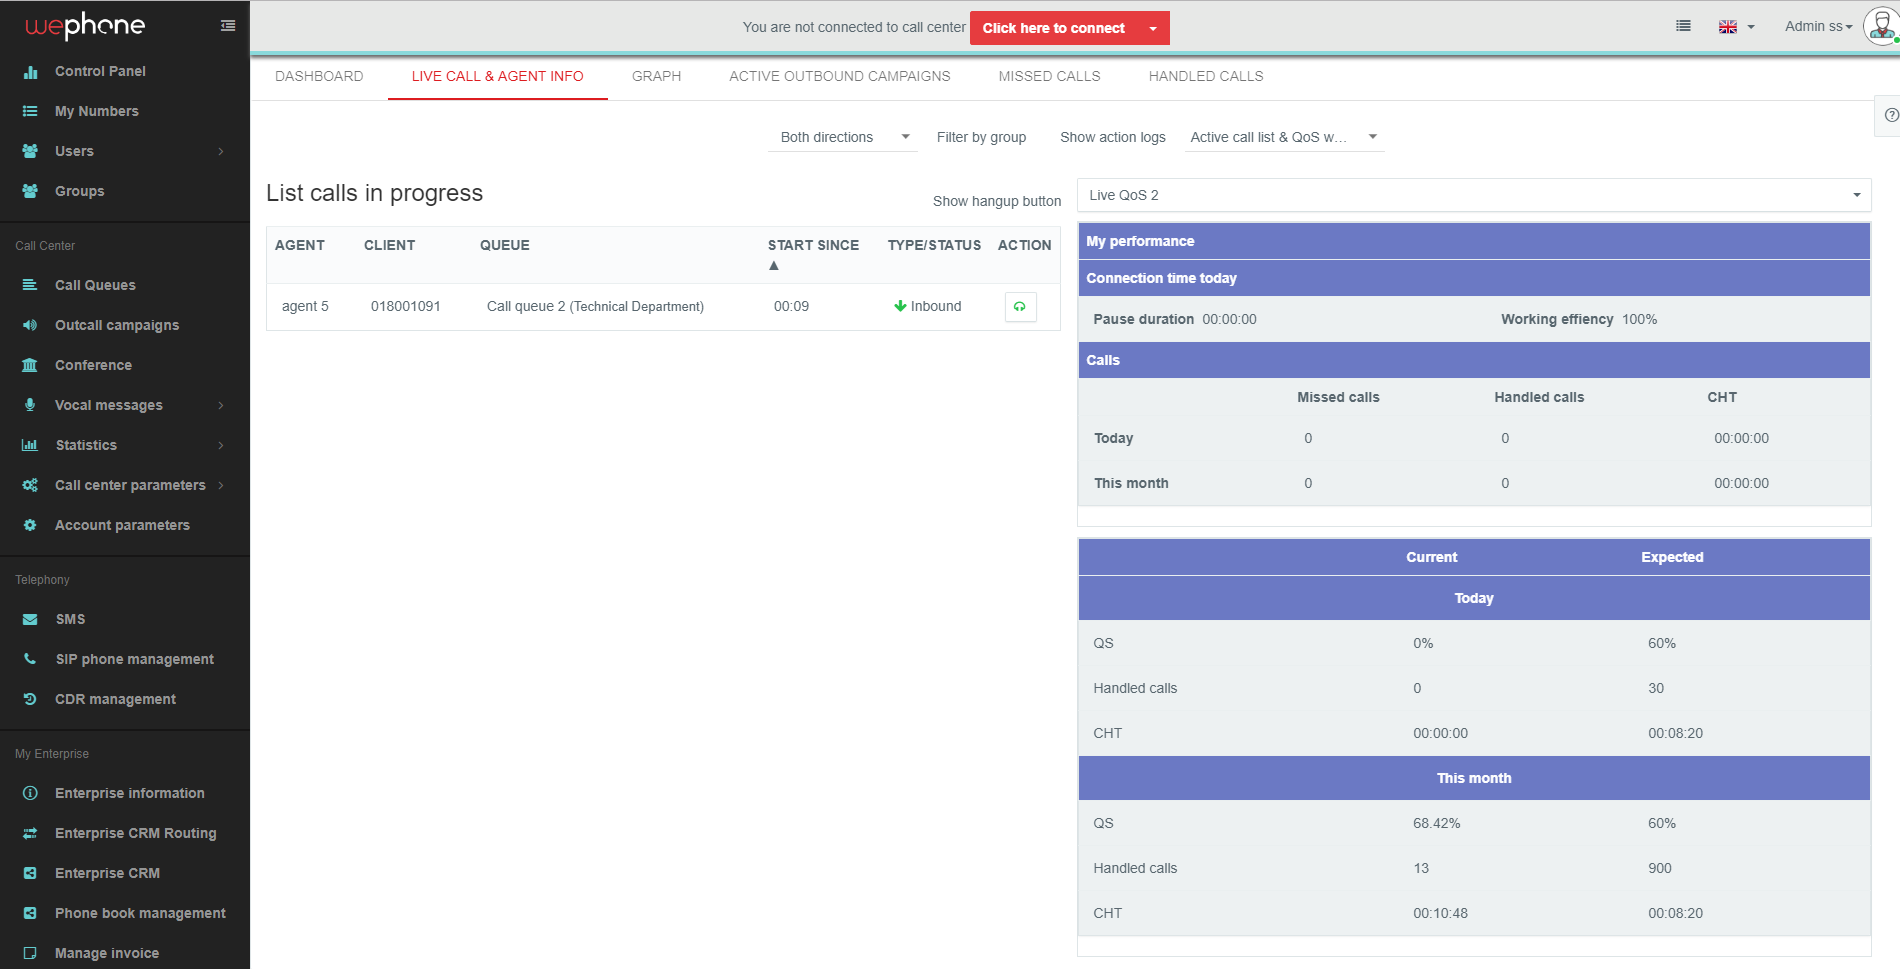 wephone
You are not connected to call center
Click here to connect
Admin ss
Control Panel
My Numbers
Users
Groups
Call Center
Call Queues
Outcall campaigns
Conference
Vocal messages
Statistics
Call center parameters
Account parameters
Telephony
SMS
SIP phone management
CDR management
My Enterprise
Enterprise information
Enterprise CRM Routing
Enterprise CRM
Phone book management
Manage invoice
DASHBOARD LIVE CALL & AGENT INFO GRAPH ACTIVE OUTBOUND CAMPAIGNS MISSED CALLS HANDLED CALLS
Both directions Filter by group Show action logs Active call list & QoS w...
List calls in progress
Show hangup button
AGENT CLIENT QUEUE START SINCE TYPE/STATUS ACTION
agent 5 018001091 Call queue 2 (Technical Department) 00:09 Inbound
Live QoS 2
My performance
Connection time today
Pause duration 00:00:00 Working effiency 100%
Calls
Missed calls Handled calls CHT
Today 0 0 00:00:00
This month 0 0 00:00:00
Current Expected
Today
QS 0% 60%
Handled calls 0 30
CHT 00:00:00 00:08:20
This month
QS 68.42% 60%
Handled calls 13 900
CHT 00:10:48 00:08:20